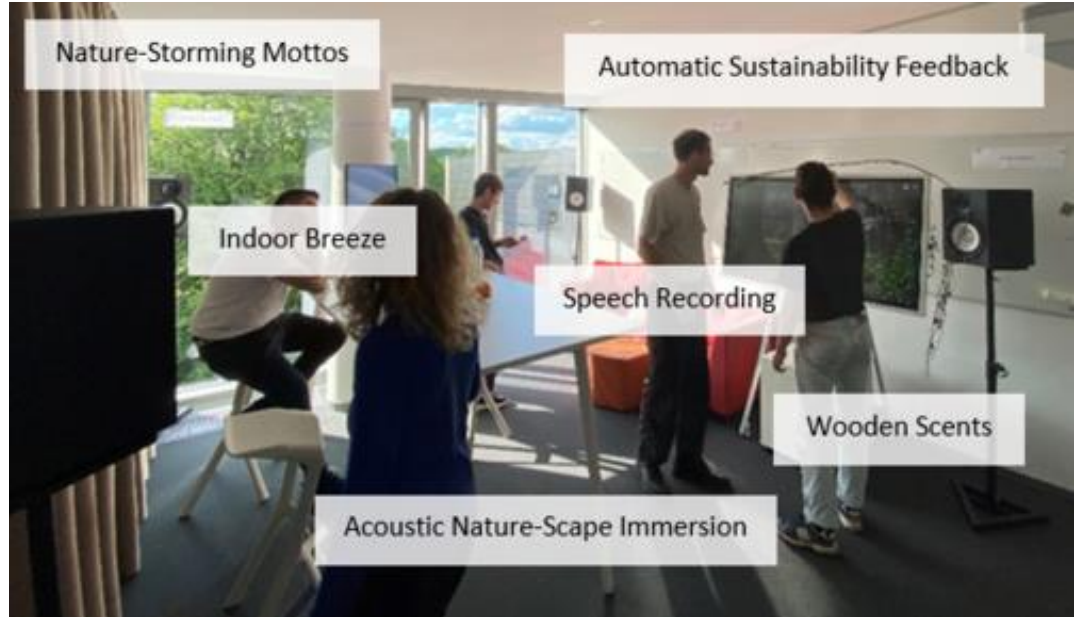 Nature-Storming Mottos
Automatic Sustainability Feedback
Indoor Breeze
Speech Recording
Wooden Scents
Acoustic Nature-Scape Immersion